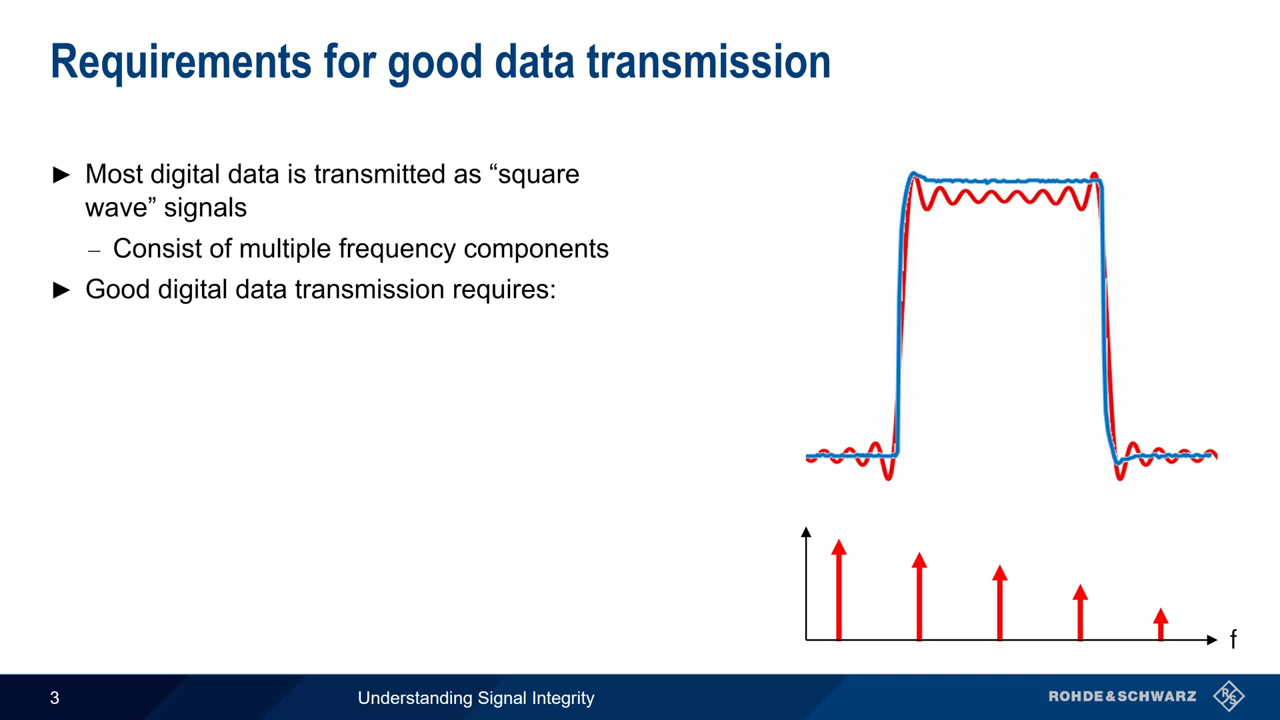 Requirements for good data transmission
► Most digital data is transmitted as “square
wave” signals
– Consist of multiple frequency components
► Good digital data transmission requires:
f
3
Understanding Signal Integrity
ROHDE&SCHWARZ
R
S